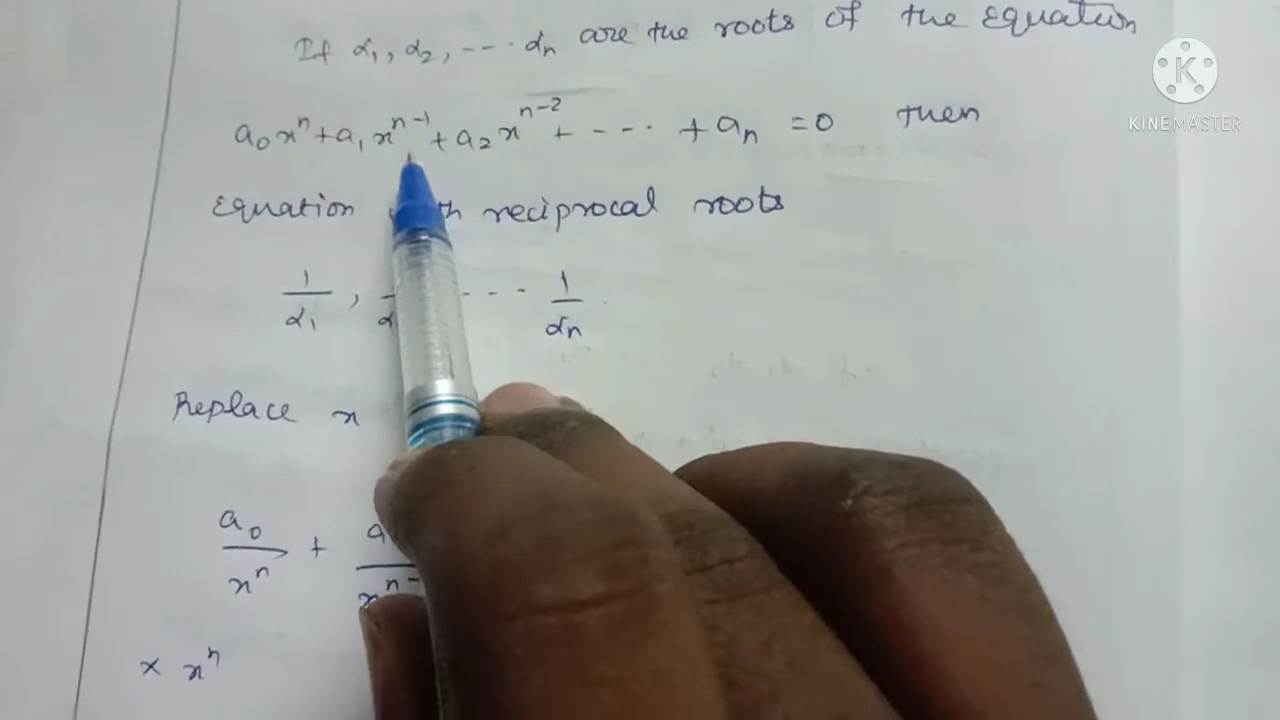 If α₁, α₂, ---- αₙ are the roots of the equation
a₀xⁿ + a₁xⁿ⁻¹ + a₂xⁿ⁻² + - - -- + aₙ = 0 then
Equation reciprocal roots
1/α₁, --- 1/αₙ
Replace x
a₀/xⁿ +
× xⁿ
K
KINEMASTER